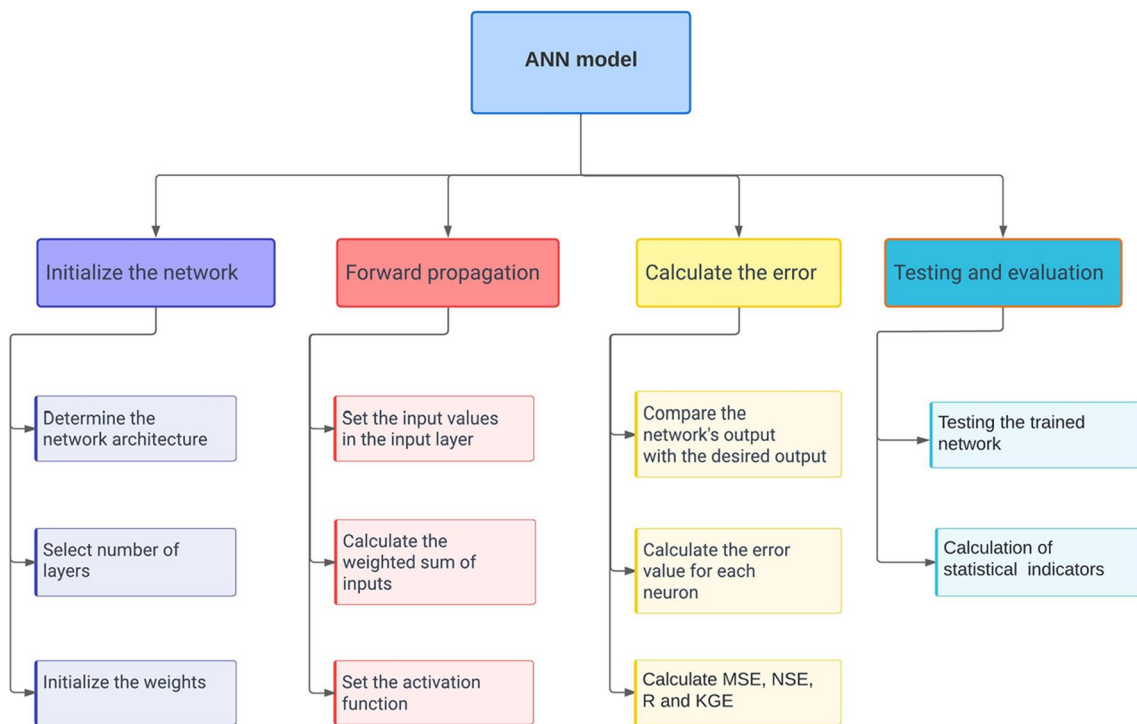 ANN model
Initialize the network
Forward propagation
Calculate the error
Testing and evaluation
Determine the
network architecture
Select number of
layers
Initialize the weights
Set the input values
in the input layer
Calculate the
weighted sum of
inputs
Set the activation
function
Compare the
network's output
with the desired output
Calculate the error
value for each
neuron
Calculate MSE, NSE,
R and KGE
Testing the trained
network
Calculation of
statistical indicators